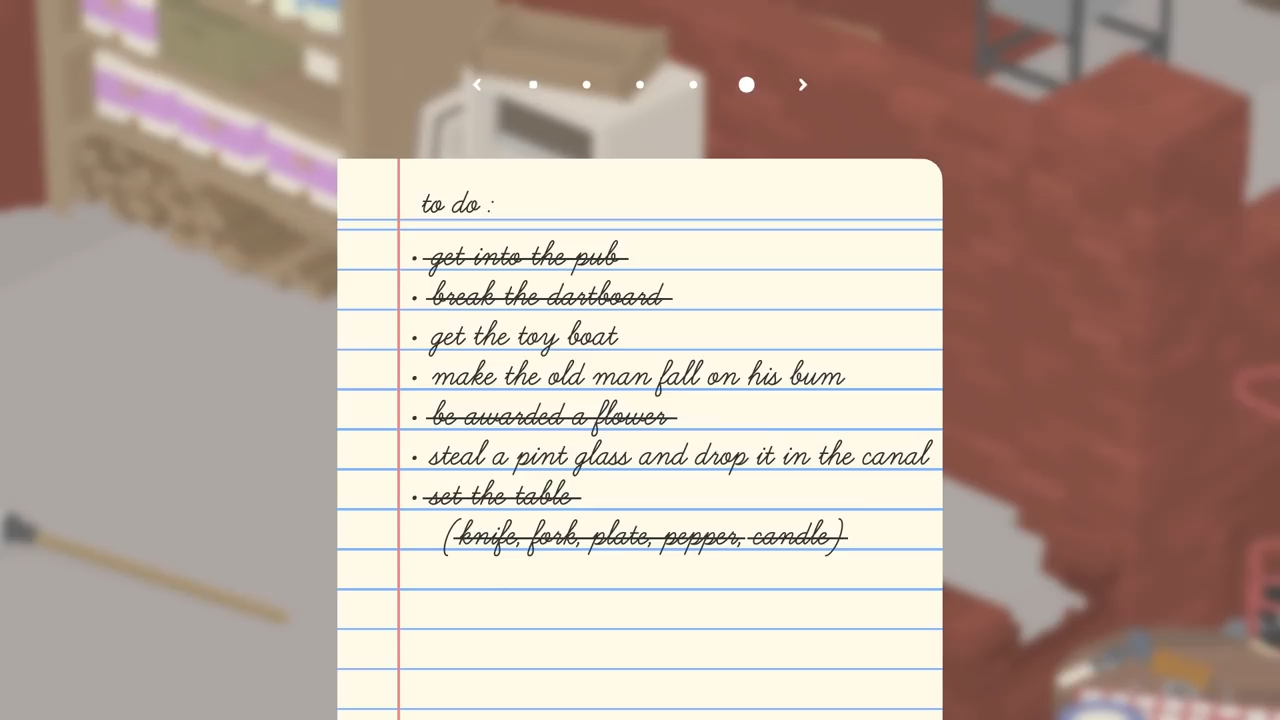 to do :
• get into the pub
• break the dartboard
• get the toy boat
• make the old man fall on his bum
• be awarded a flower
• steal a pint glass and drop it in the canal
• set the table
(knife, fork, plate, pepper, candle)